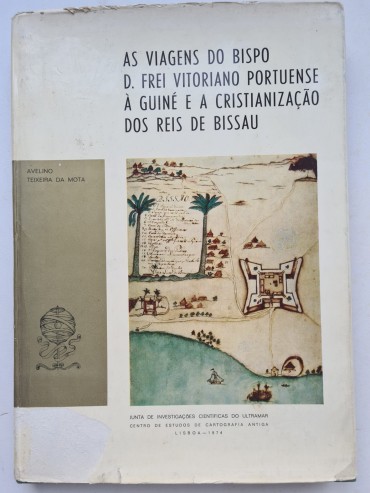 AS VIAGENS DO BISPO
D. FREI VITORIANO PORTUENSE
À GUINÉ E A CRISTIANIZAÇÃO
DOS REIS DE BISSAU
AVELINO
TEIXEIRA DA MOTA
JUNTA DE INVESTIGAÇÕES CIENTÍFICAS DO ULTRAMAR
CENTRO DE ESTUDOS DE CARTOGRAFIA ANTIGA
LISBOA — 1974